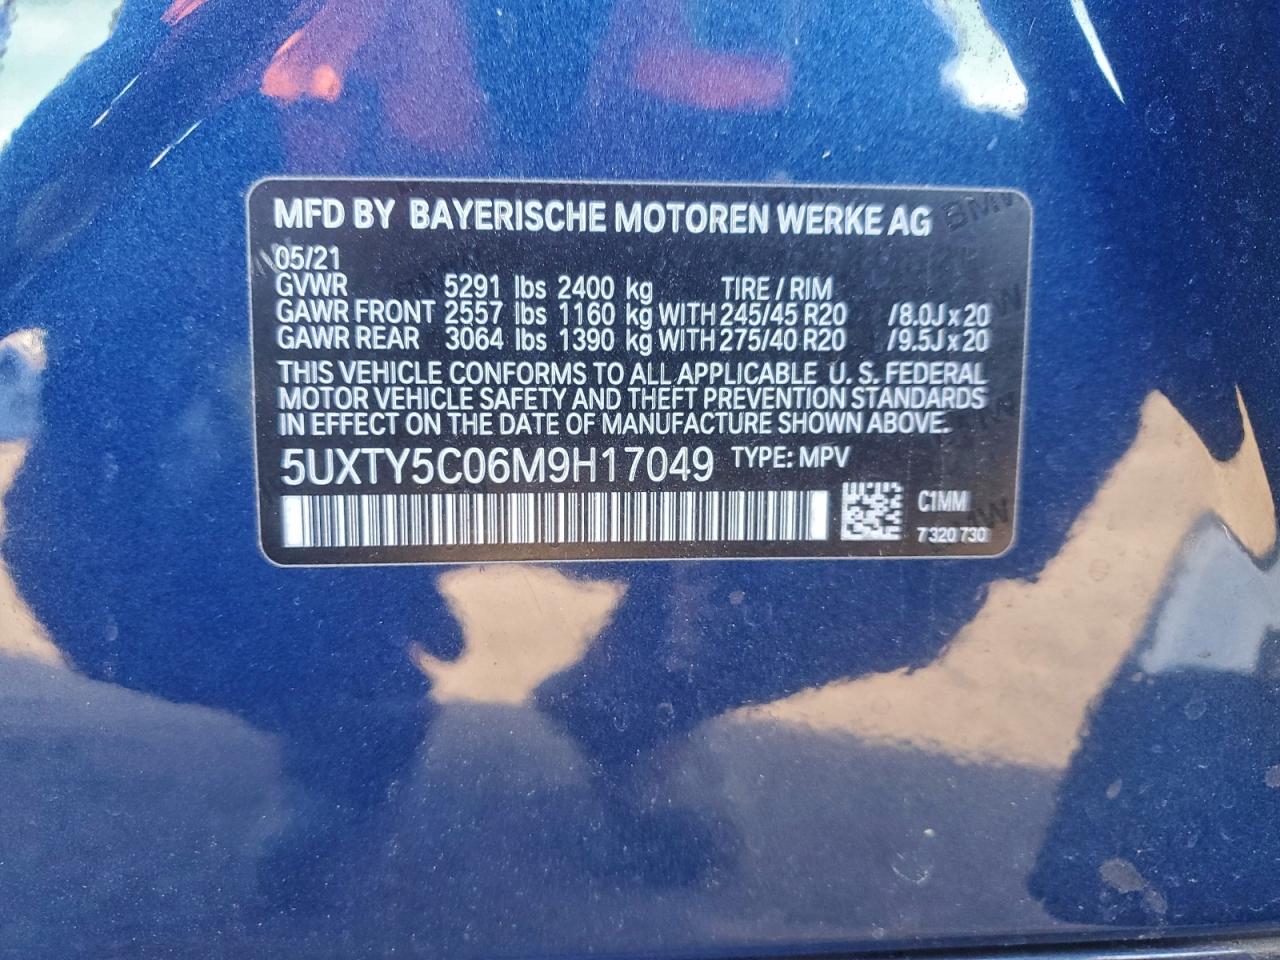 MFD BY BAYERISCHE MOTOREN WERKE AG
05/21
GVWR 5291 lbs 2400 kg TIRE / RIM
GAWR FRONT 2557 lbs 1160 kg WITH 245/45 R20 /8.0J x 20
GAWR REAR 3064 lbs 1390 kg WITH 275/40 R20 /9.5J x 20
THIS VEHICLE CONFORMS TO ALL APPLICABLE U. S. FEDERAL
MOTOR VEHICLE SAFETY AND THEFT PREVENTION STANDARDS
IN EFFECT ON THE DATE OF MANUFACTURE SHOWN ABOVE.
5UXTY5C06M9H17049 TYPE: MPV
C1MM
7 320 730